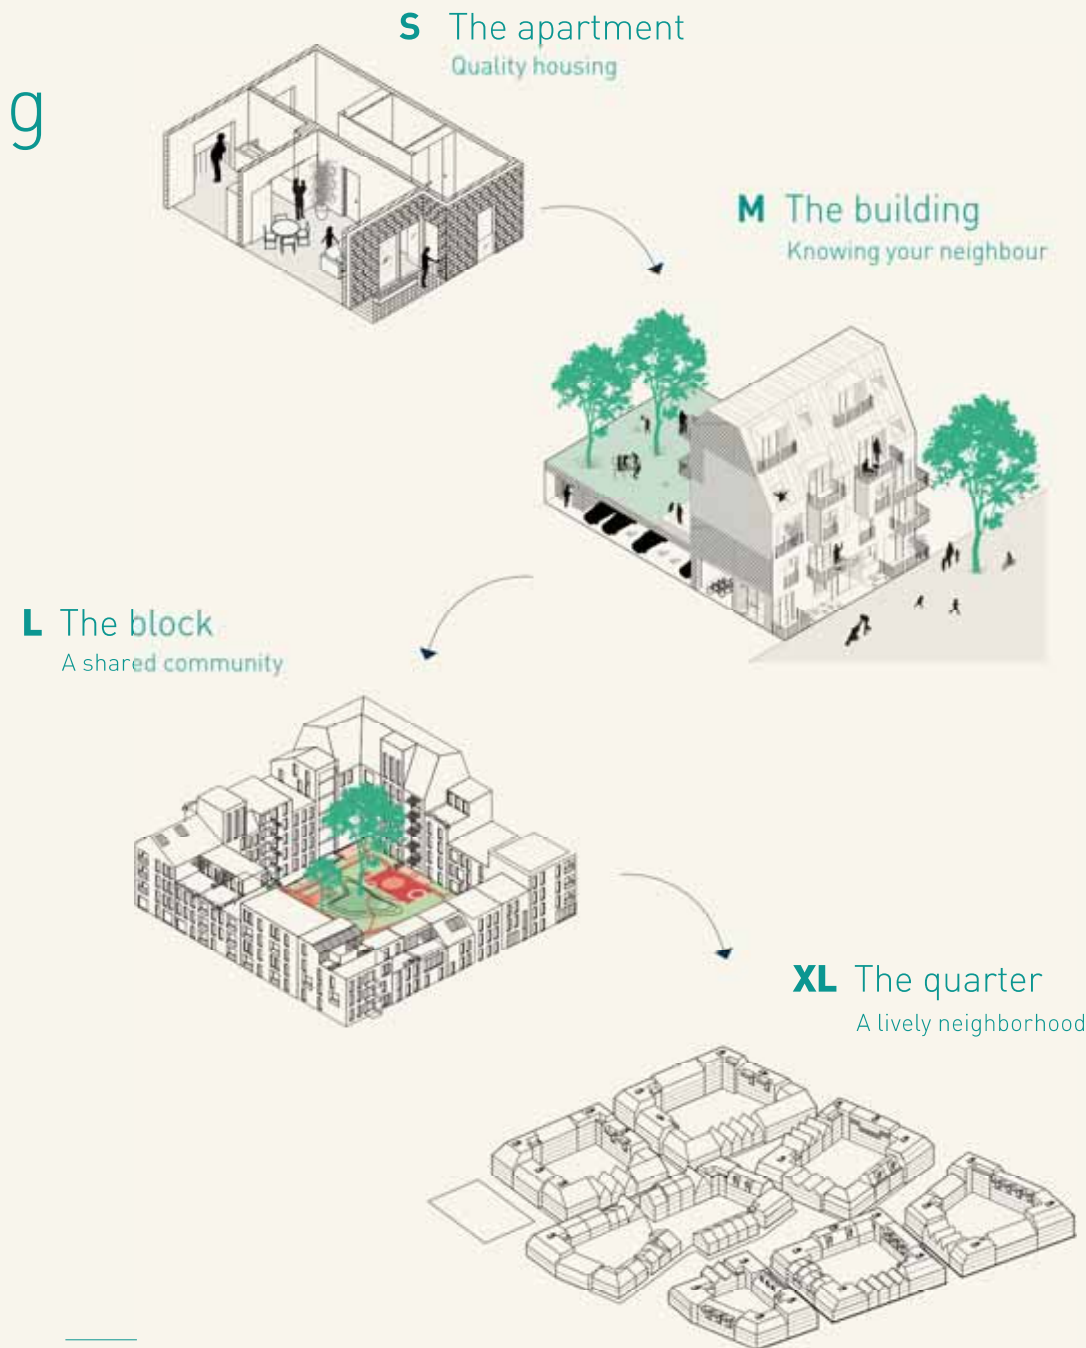 S The apartment
Quality housing
g
M The building
Knowing your neighbour
L The block
A shared community
XL The quarter
A lively neighborhood